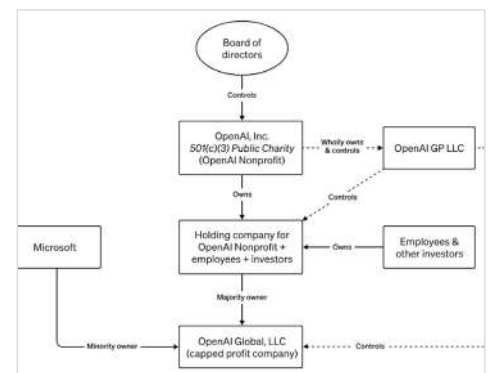 Board of
directors
Controls
OpenAI, Inc.
501(c)(3) Public Charity
(OpenAI Nonprofit)
Wholly owns
& controls
OpenAI GP LLC
Owns
Controls
Microsoft
Holding company for
OpenAI Nonprofit +
employees + investors
Owns
Employees &
other investors
Majority owner
Minority owner
OpenAI Global, LLC
(capped profit company)
Controls